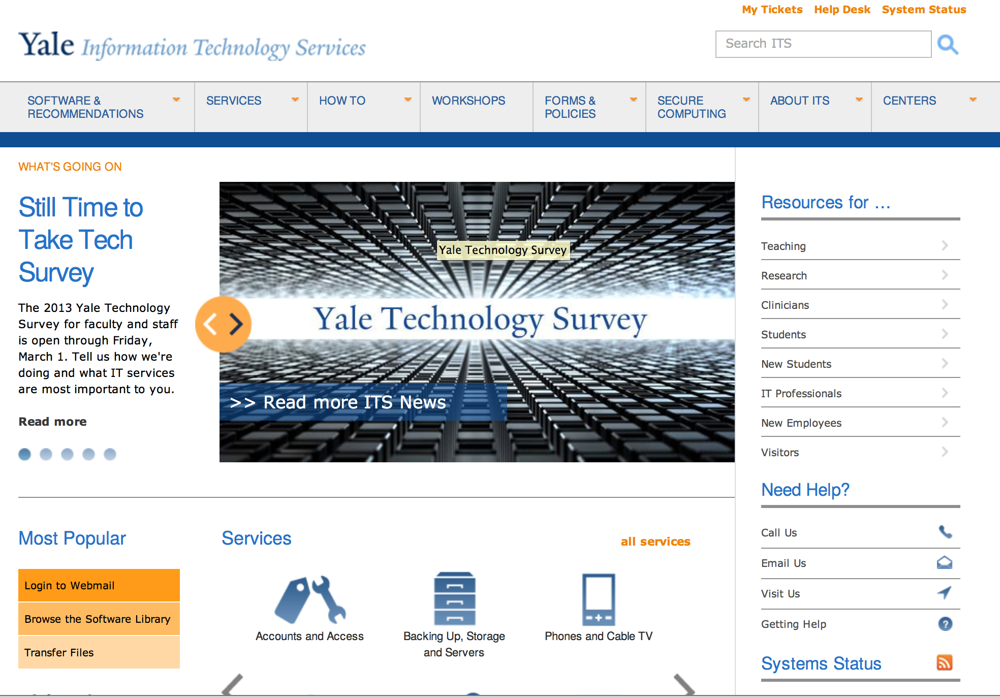 My Tickets Help Desk System Status
Yale Information Technology Services
Search ITS
SOFTWARE &
RECOMMENDATIONS
SERVICES
HOW TO
WORKSHOPS
FORMS &
POLICIES
SECURE
COMPUTING
ABOUT ITS
CENTERS
WHAT'S GOING ON
Still Time to
Take Tech
Survey
The 2013 Yale Technology
Survey for faculty and staff
is open through Friday,
March 1. Tell us how we're
doing and what IT services
are most important to you.
Read more
Yale Technology Survey
Yale Technology Survey
>> Read more ITS News
Resources for ...
Teaching
Research
Clinicians
Students
New Students
IT Professionals
New Employees
Visitors
Need Help?
Call Us
Email Us
Visit Us
Getting Help
Systems Status
Most Popular
Login to Webmail
Browse the Software Library
Transfer Files
Services
all services
Accounts and Access
Backing Up, Storage
and Servers
Phones and Cable TV